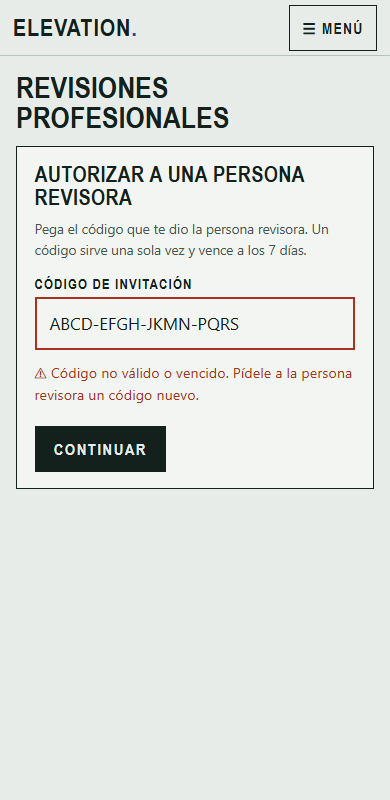 ELEVATION.
☰ MENÚ
REVISIONES
PROFESIONALES
AUTORIZAR A UNA PERSONA
REVISORA
Pega el código que te dio la persona revisora. Un
código sirve una sola vez y vence a los 7 días.
CÓDIGO DE INVITACIÓN
ABCD-EFGH-JKMN-PQRS
⚠ Código no válido o vencido. Pídele a la persona
revisora un código nuevo.
CONTINUAR